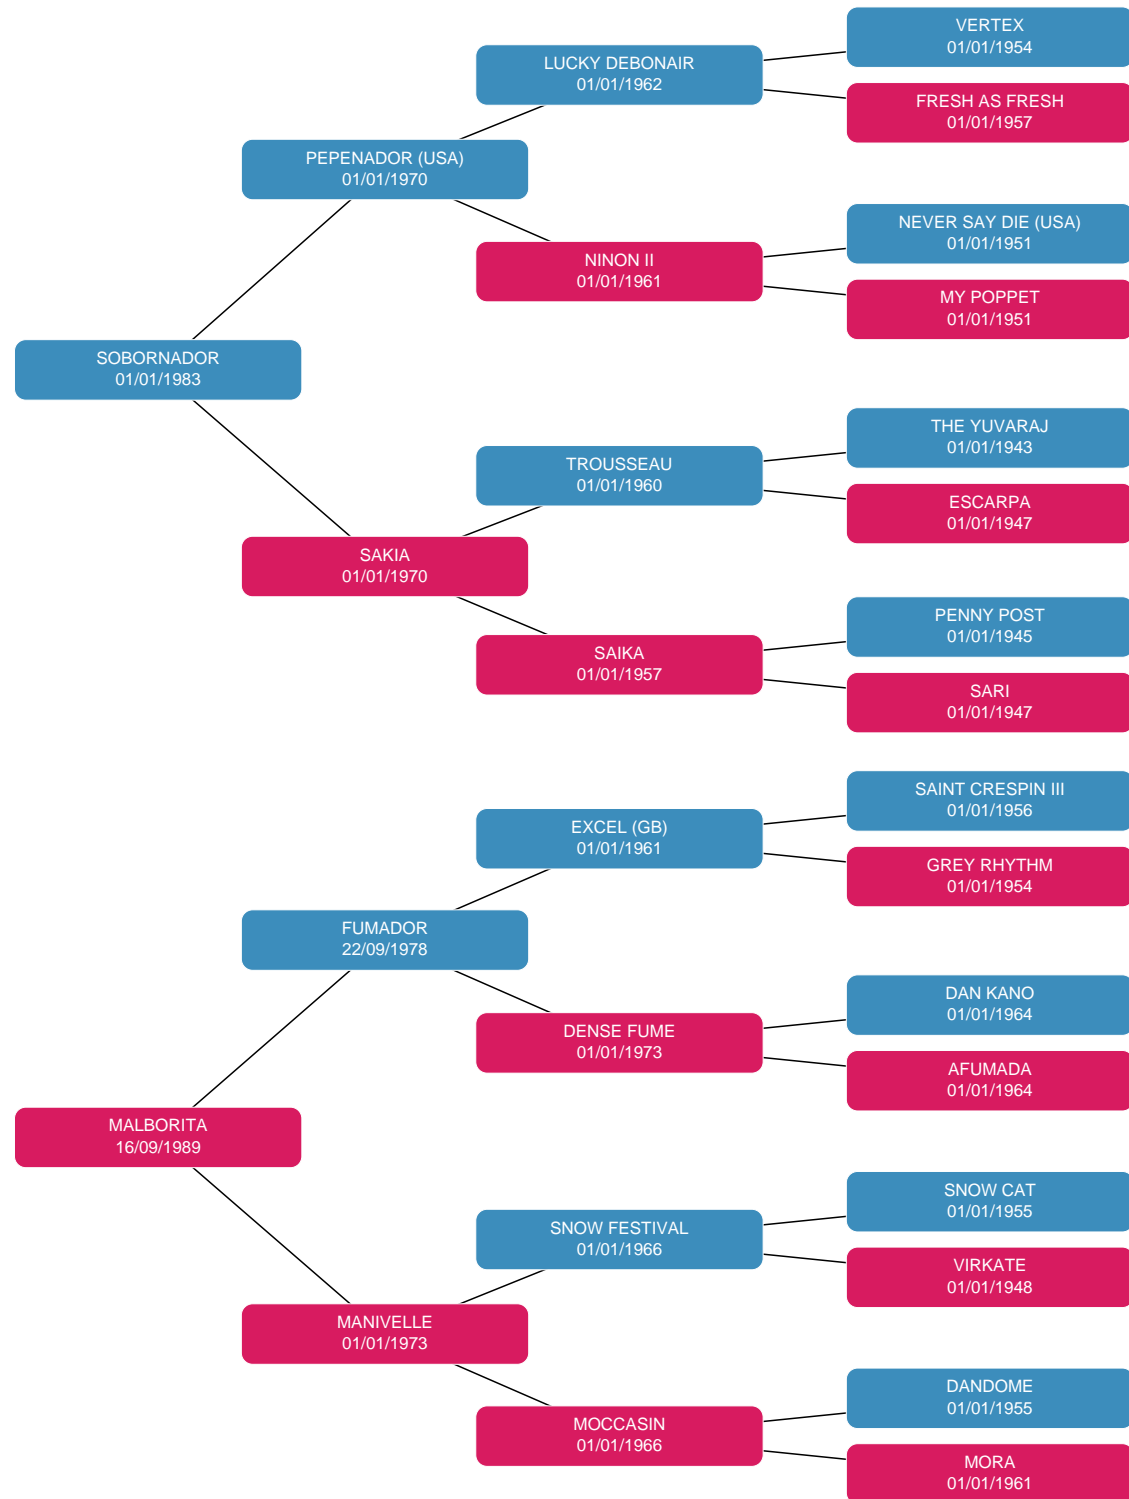 VERTEX
01/01/1954
LUCKY DEBONAIR
01/01/1962
FRESH AS FRESH
01/01/1957
PEPENADOR (USA)
01/01/1970
NEVER SAY DIE (USA)
01/01/1951
NINON II
01/01/1961
MY POPPET
01/01/1951
SOBORNADOR
01/01/1983
THE YUVARAJ
01/01/1943
TROUSSEAU
01/01/1960
ESCARPA
01/01/1947
SAKIA
01/01/1970
PENNY POST
01/01/1945
SAIKA
01/01/1957
SARI
01/01/1947
SAINT CRESPIN III
01/01/1956
EXCEL (GB)
01/01/1961
GREY RHYTHM
01/01/1954
FUMADOR
22/09/1978
DAN KANO
01/01/1964
DENSE FUME
01/01/1973
AFUMADA
01/01/1964
MALBORITA
16/09/1989
SNOW CAT
01/01/1955
SNOW FESTIVAL
01/01/1966
VIRKATE
01/01/1948
MANIVELLE
01/01/1973
DANDOME
01/01/1955
MOCCASIN
01/01/1966
MORA
01/01/1961